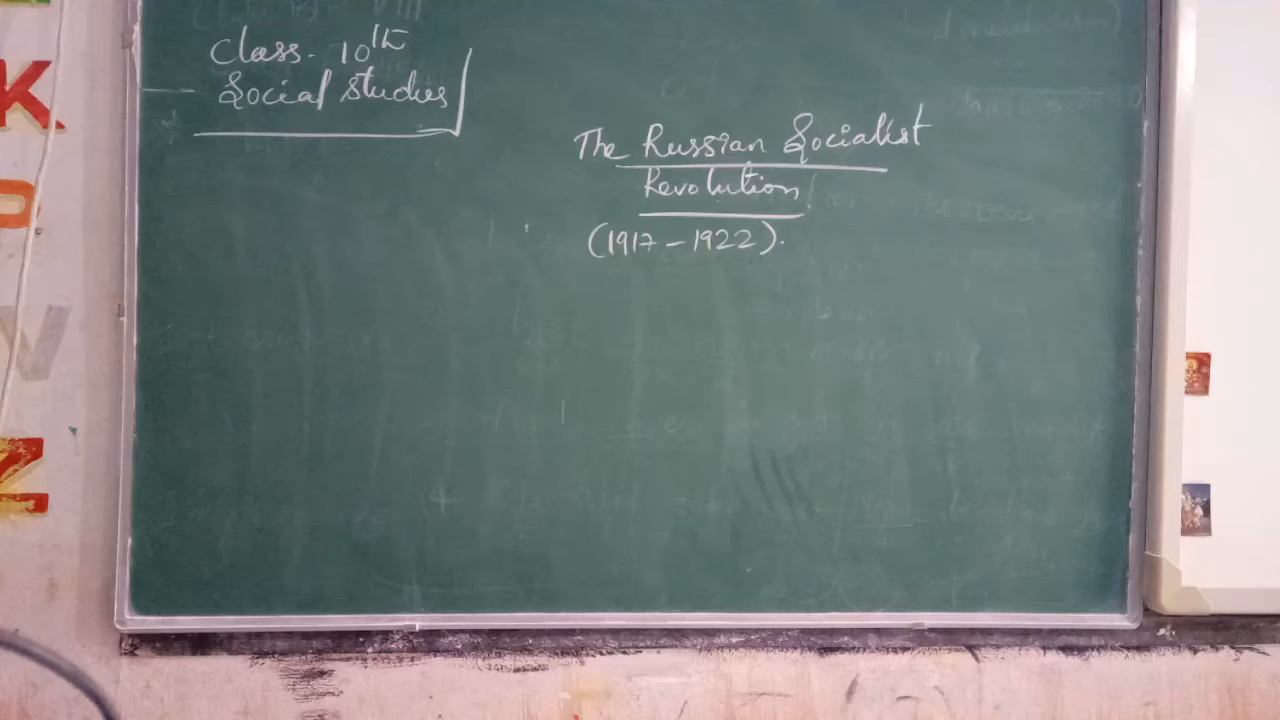 Class - 10th
Social Studies
The Russian Socialist
Revolution
(1917 - 1922).
K
O
W
Z